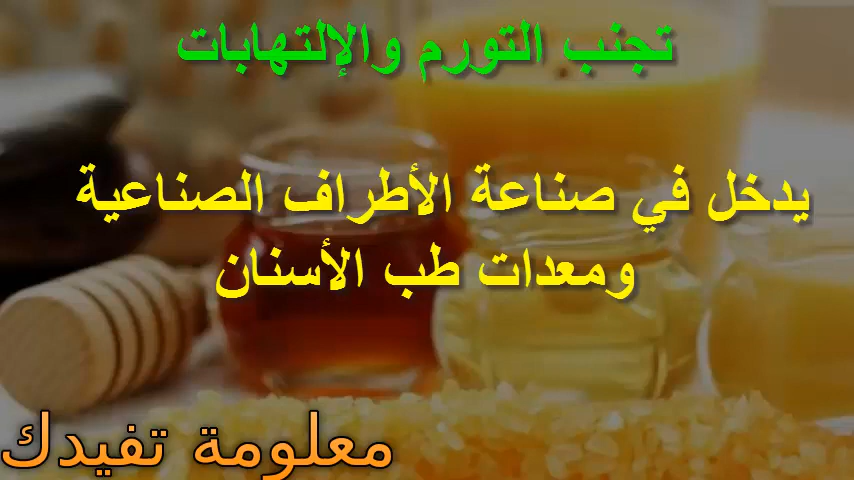 تجنب التورم والإلتهابات
يدخل في صناعة الأطراف الصناعية
ومعدات طب الأسنان
معلومة تفيدك